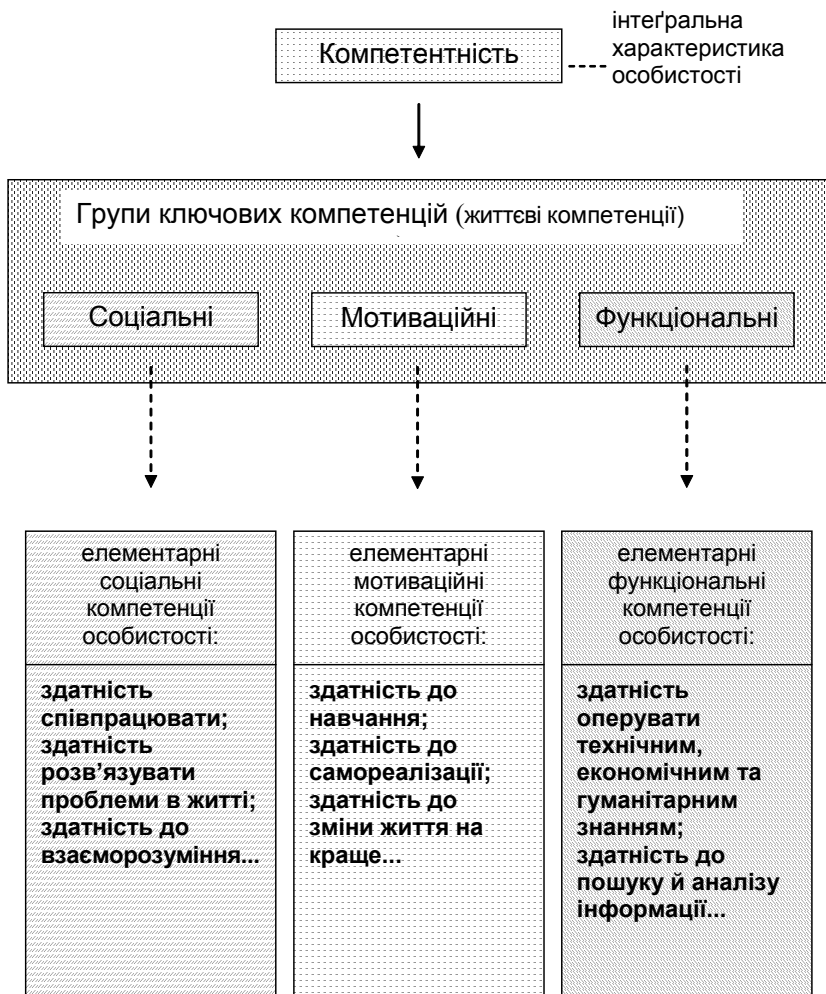 Компетентність
інтеґральна
характеристика
особистості
Групи ключових компетенцій (життєві компетенції)
Соціальні
Мотиваційні
Функціональні
елементарні
соціальні
компетенції
особистості:
здатність
співпрацювати;
здатність
розв’язувати
проблеми в житті;
здатність до
взаєморозуміння...
елементарні
мотиваційні
компетенції
особистості:
здатність до
навчання;
здатність до
самореалізації;
здатність до
зміни життя на
краще...
елементарні
функціональні
компетенції
особистості:
здатність
оперувати
технічним,
економічним та
гуманітарним
знанням;
здатність до
пошуку й аналізу
інформації...